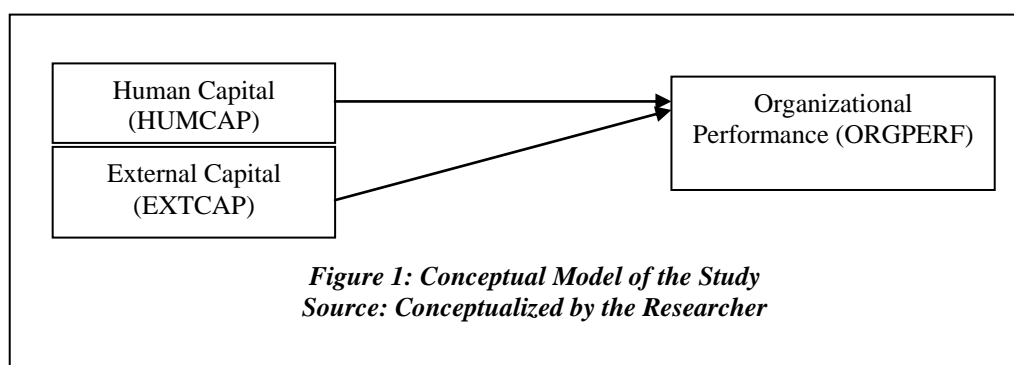 Human Capital
(HUMCAP)
External Capital
(EXTCAP)
Organizational
Performance (ORGPERF)
Figure 1: Conceptual Model of the Study
Source: Conceptualized by the Researcher